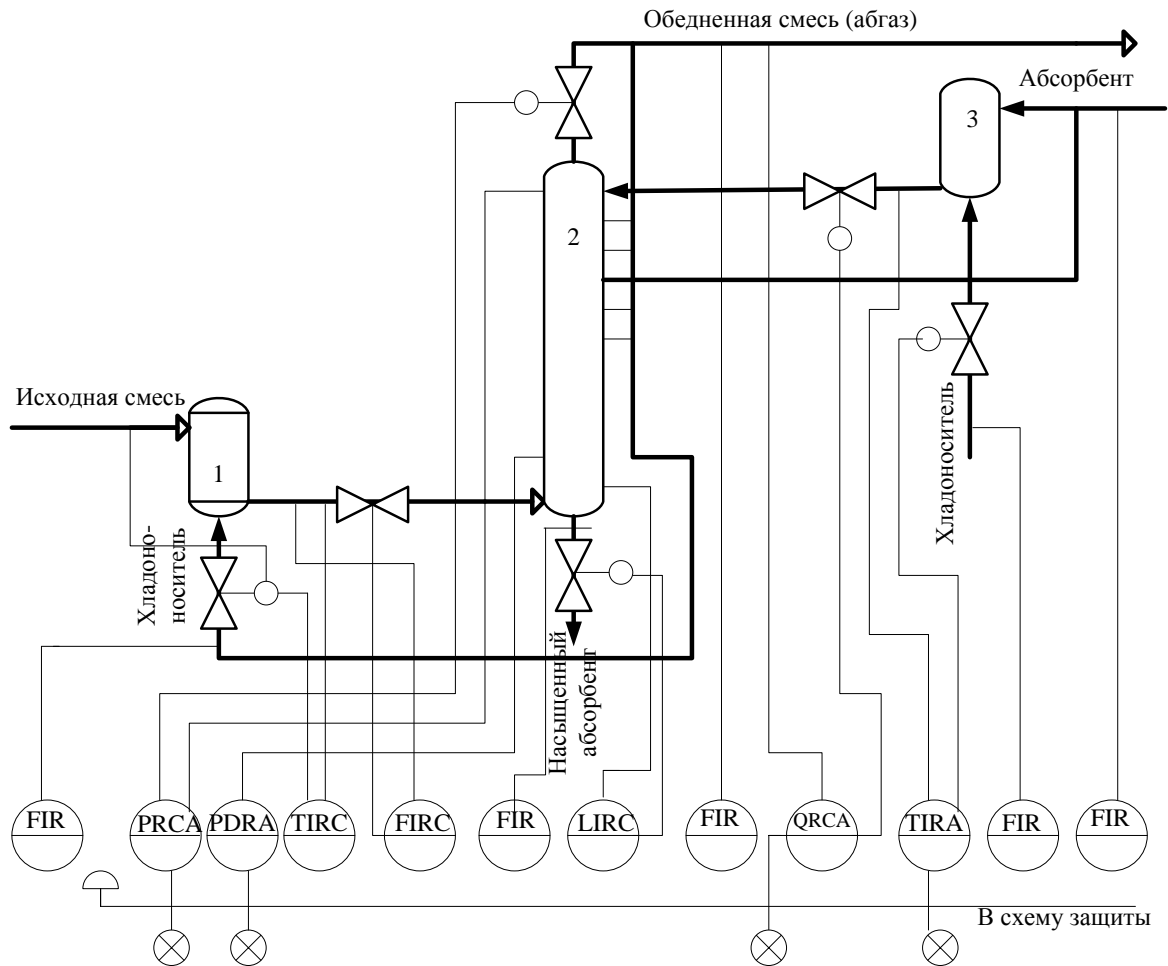 Обедненная смесь (абгаз)
Абсорбент
3
2
Исходная смесь
1
Хладоно-
носитель
Хладоноситель
Насыщенный
абсорбент
FIR
PRCA
PDRA
TIRC
FIRC
FIR
LIRC
FIR
QRCA
TIRA
FIR
FIR
В схему защиты